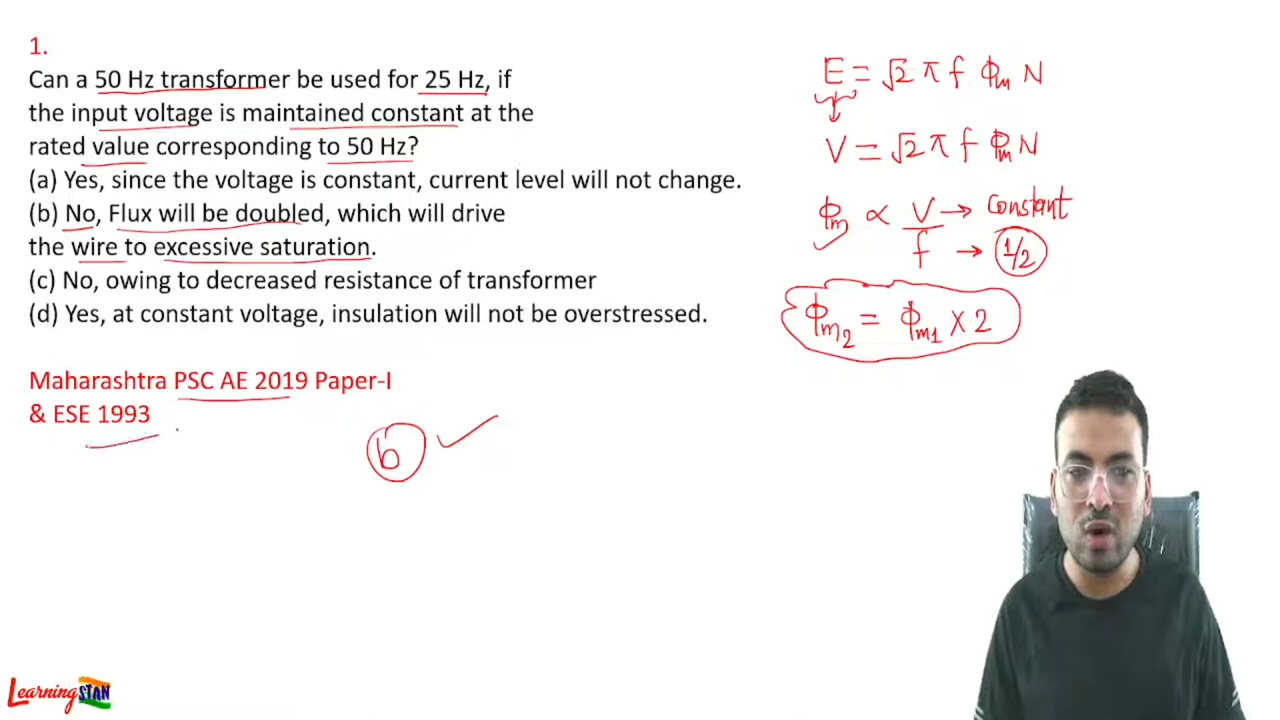 1.
Can a 50 Hz transformer be used for 25 Hz, if
the input voltage is maintained constant at the
rated value corresponding to 50 Hz?
(a) Yes, since the voltage is constant, current level will not change.
(b) No, Flux will be doubled, which will drive
the wire to excessive saturation.
(c) No, owing to decreased resistance of transformer
(d) Yes, at constant voltage, insulation will not be overstressed.
Maharashtra PSC AE 2019 Paper-I
& ESE 1993
b ✓
E = √2 π f ϕm N
V = √2 π f ϕm N
ϕm ∝ V/f
V → constant
f → 1/2
ϕm2 = ϕm1 × 2
LearningSTAN